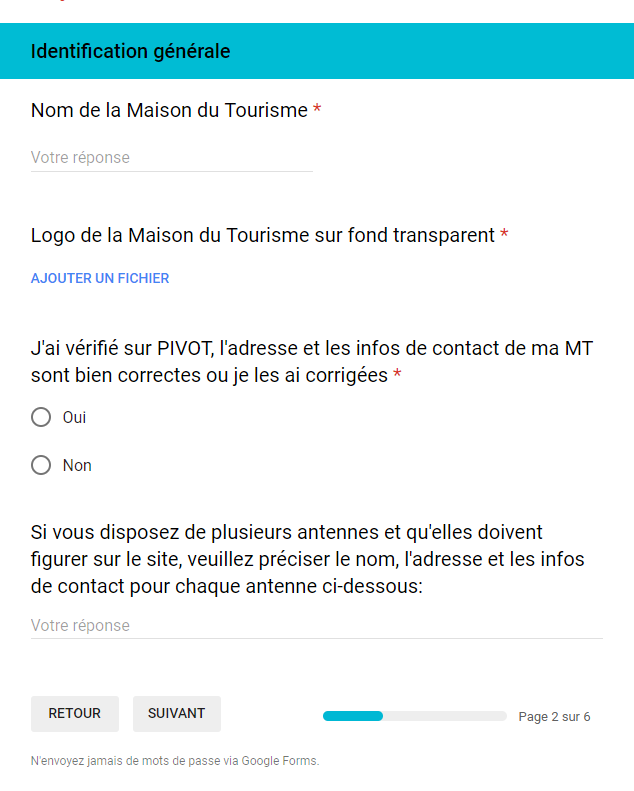 Identification générale
Nom de la Maison du Tourisme *
Votre réponse
Logo de la Maison du Tourisme sur fond transparent *
AJOUTER UN FICHIER
J'ai vérifié sur PIVOT, l'adresse et les infos de contact de ma MT
sont bien correctes ou je les ai corrigées *
Oui
Non
Si vous disposez de plusieurs antennes et qu'elles doivent
figurer sur le site, veuillez préciser le nom, l'adresse et les infos
de contact pour chaque antenne ci-dessous:
Votre réponse
RETOUR SUIVANT Page 2 sur 6
N'envoyez jamais de mots de passe via Google Forms.